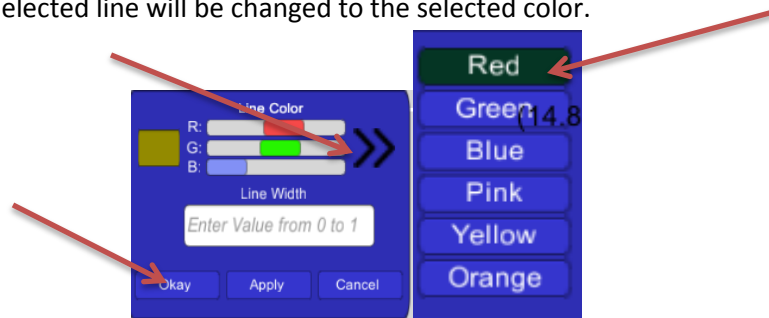 elected line will be changed to the selected color.
Line Color
R:
G:
B:
Line Width
Enter Value from 0 to 1
Okay Apply Cancel
Red
Green
(14.8
Blue
Pink
Yellow
Orange